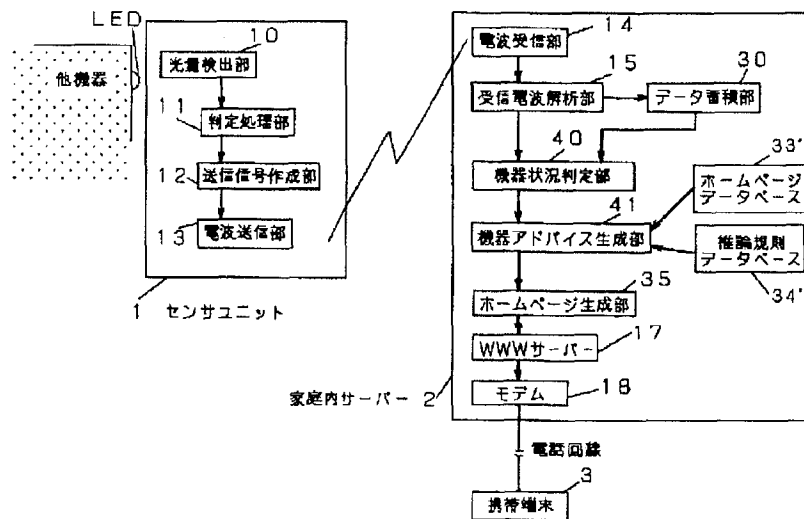 LED
他機器
10
光量検出部
11
判定処理部
12
送信信号作成部
13
電波送信部
1 センサユニット
14
電波受信部
15
受信電波解析部
30
データ蓄積部
40
機器状況判定部
33'
ホームページ
データベース
41
機器アドバイス生成部
推論規則
データベース
34'
35
ホームページ生成部
17
WWWサーバー
18
モデム
家庭内サーバー 2
電話回線
3
携帯端末